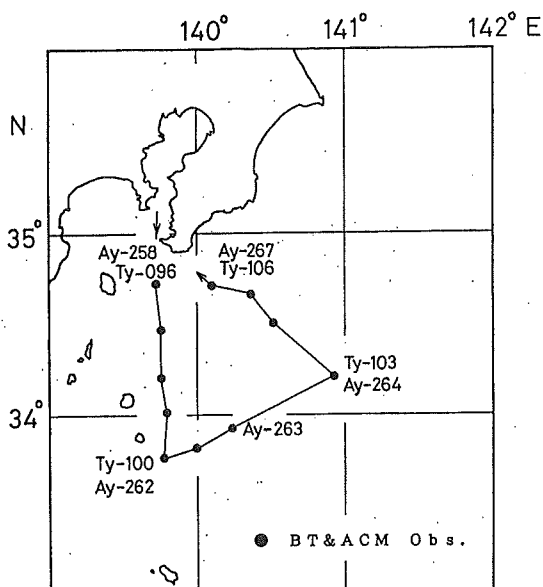 140° 141° 142° E
N
35°
Ay-258
Ty-096
Ay-267
Ty-106
Ty-103
Ay-264
34°
Ay-263
Ty-100
Ay-262
● BT&ACM Obs.